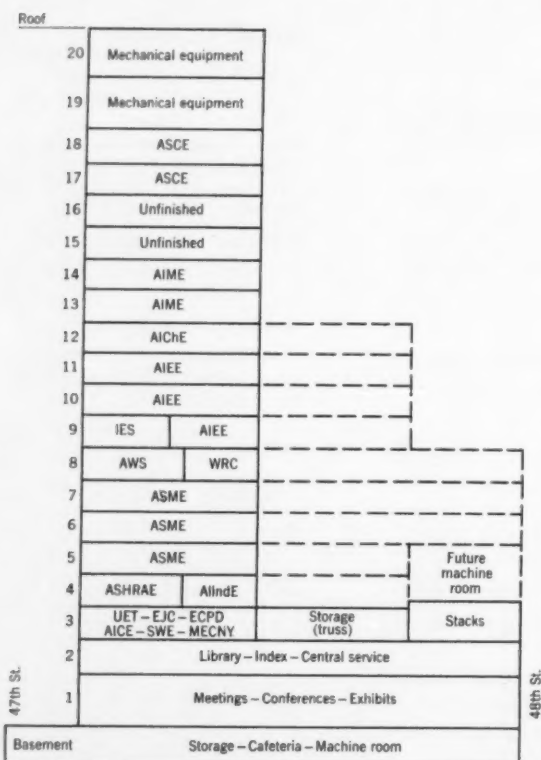 Roof
20 Mechanical equipment
19 Mechanical equipment
18 ASCE
17 ASCE
16 Unfinished
15 Unfinished
14 AIME
13 AIME
12 AIChE
11 AIEE
10 AIEE
9 IES AIEE
8 AWS WRC
7 ASME
6 ASME
5 ASME
Future
machine
room
4 ASHRAE AIIndE
3 UET – EJC – ECPD
AICE – SWE – MECNY
Storage
(truss)
Stacks
2 Library – Index – Central service
1 Meetings – Conferences – Exhibits
47th St.
48th St.
Basement Storage – Cafeteria – Machine room